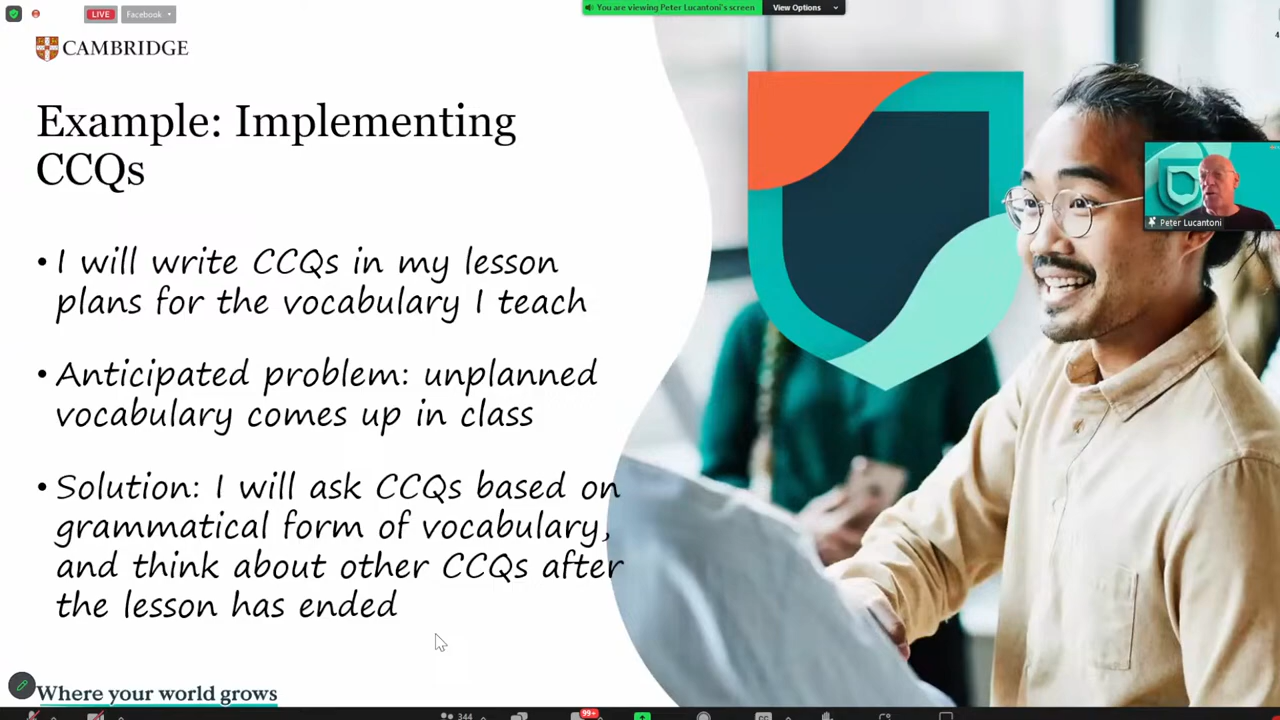 LIVE
Facebook
You are viewing Peter Lucantoni's screen
View Options
CAMBRIDGE
Example: Implementing
CCQs
• I will write CCQs in my lesson
plans for the vocabulary I teach
• Anticipated problem: unplanned
vocabulary comes up in class
• Solution: I will ask CCQs based on
grammatical form of vocabulary,
and think about other CCQs after
the lesson has ended
Peter Lucantoni
Where your world grows
344
99+
CC